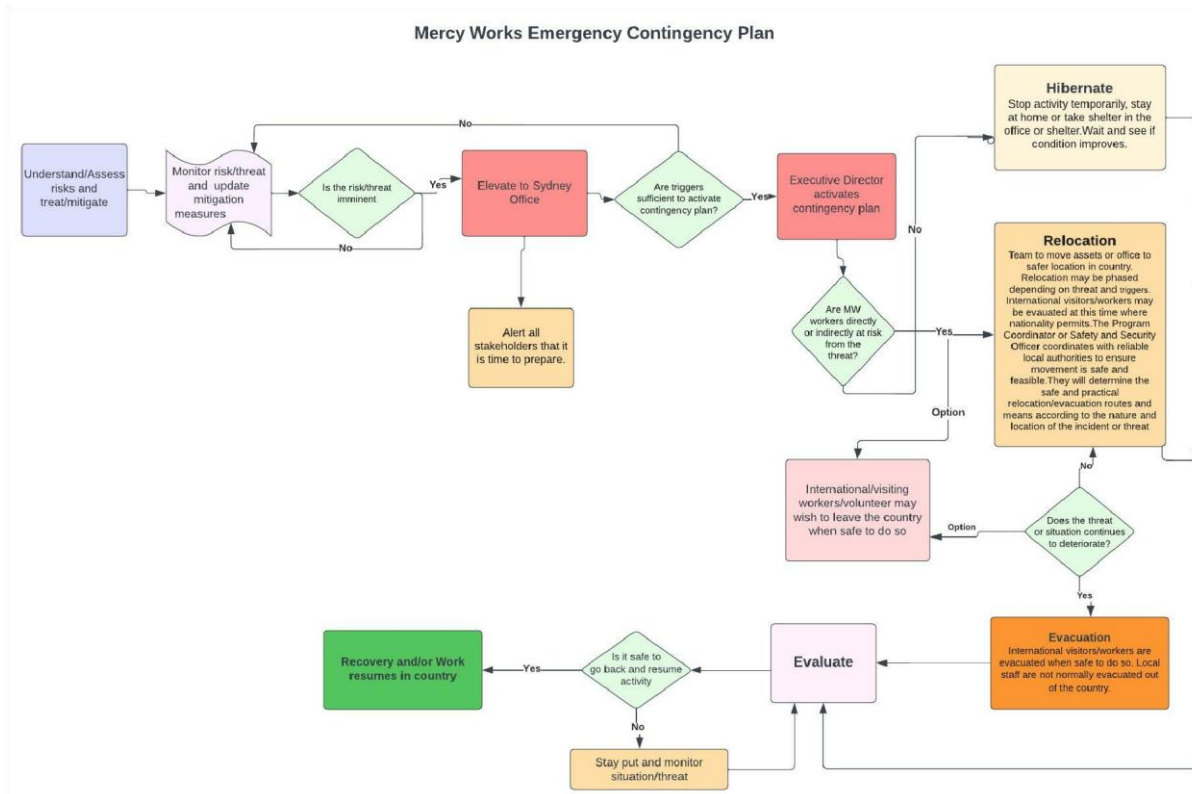 Mercy Works Emergency Contingency Plan
Hibernate
Stop activity temporarily, stay
at home or take shelter in the
office or shelter.Wait and see if
condition improves.
No
Understand/Assess
risks and
treat/mitigate
Monitor risk/threat
and update
mitigation
measures
Is the risk/threat
imminent
Yes
No
Elevate to Sydney
Office
Are triggers
sufficient to activate
contingency plan?
Yes
Executive Director
activates
contingency plan
No
Alert all
stakeholders that it
is time to prepare.
Are MW
workers directly
or indirectly at risk
from the
threat?
Yes
Option
Relocation
Team to move assets or office to
safer location in country.
Relocation may be phased
depending on threat and triggers.
International visitors/workers may
be evauated at this time where
nationality permits.The Program
Coordinator or Safety and Security
Officer coordinates with reliable
local authorities to ensure
movement is safe and
feasible.They will determine the
safe and practical
relocation/evacuation routes and
means according to the nature and
location of the incident or threat
International/visiting
workers/volunteer may
wish to leave the country
when safe to do so
No
Option
Does the threat
or situation continues
to deteriorate?
Yes
Evacuation
International visitors/workers are
evacuated when safe to do so. Local
staff are not normally evacuated out
of the country.
Evaluate
Is it safe to
go back and resume
activity
Yes
Recovery and/or Work
resumes in country
No
Stay put and monitor
situation/threat